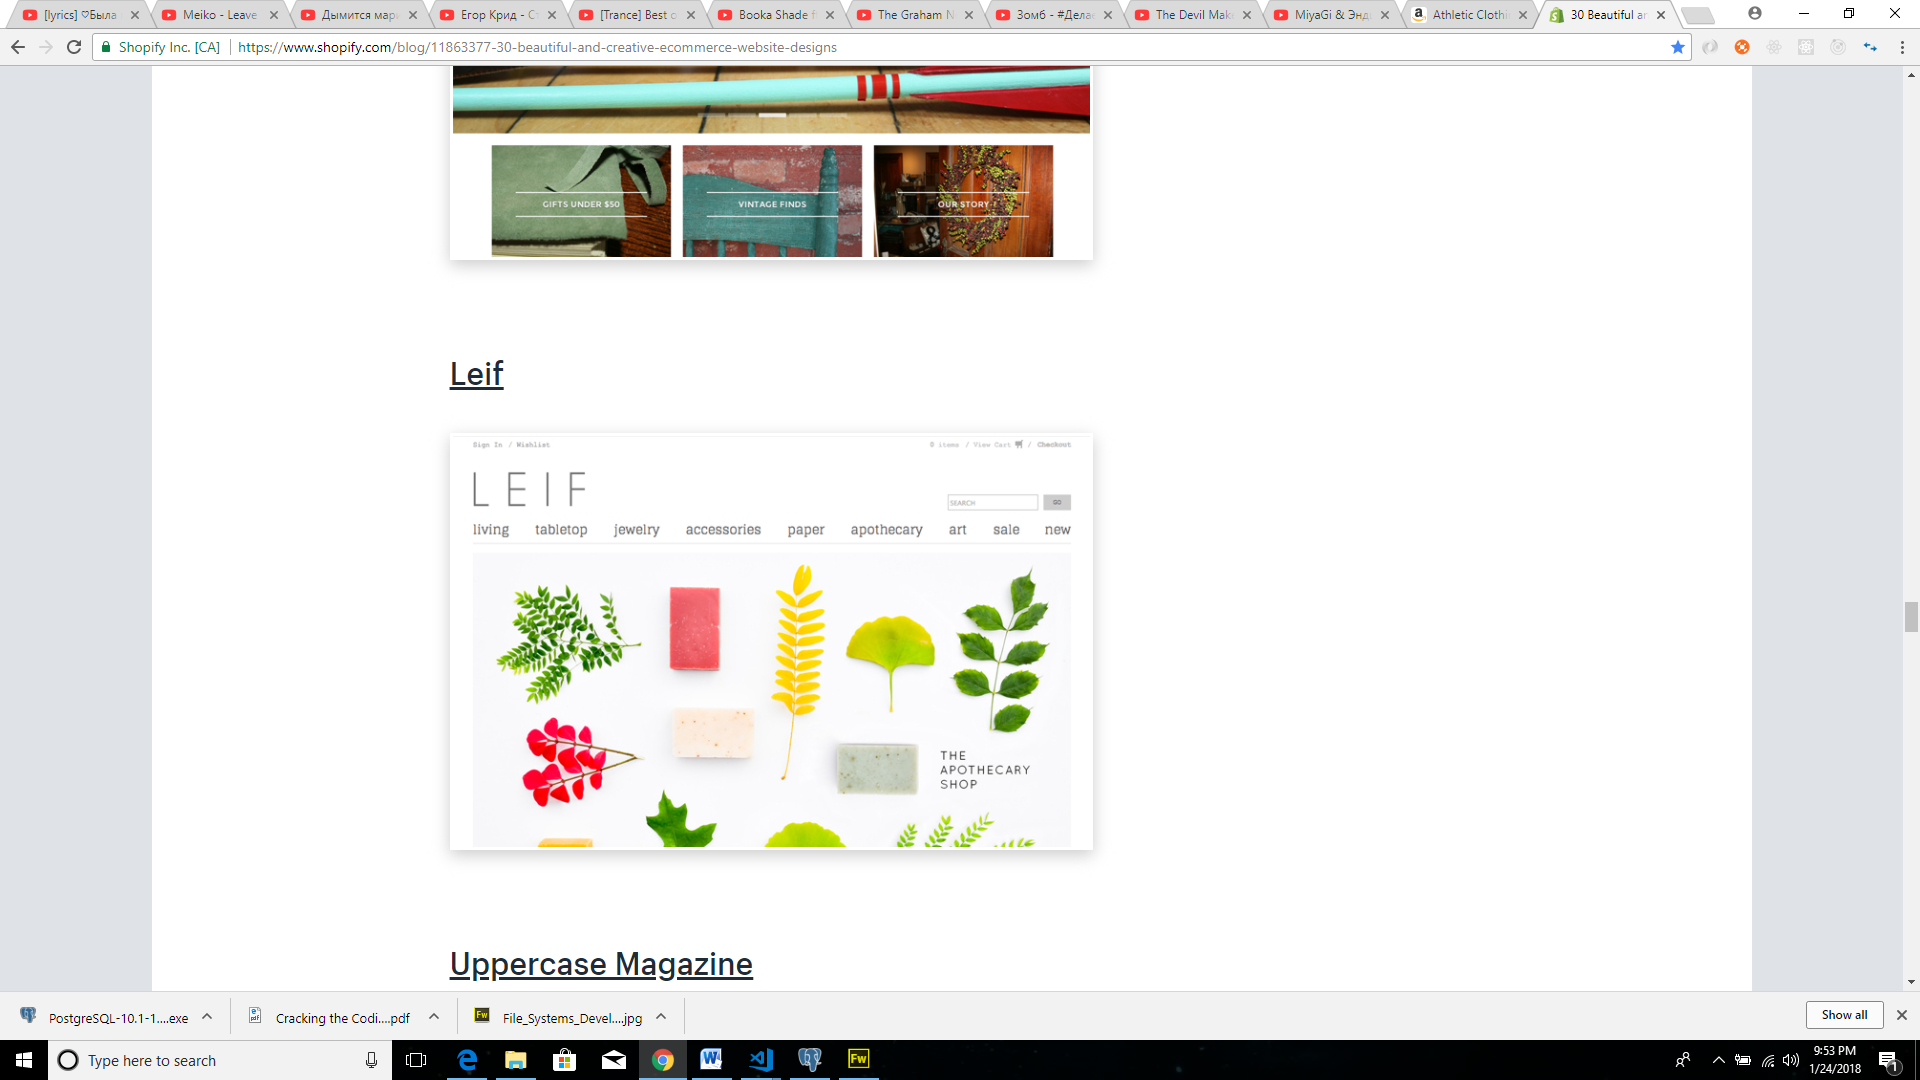 [lyrics] ♡Была
Meiko - Leave
Дымится мари
Егор Крид - С
[Trance] Best o
Booka Shade f
The Graham N
Зомб - #Дела
The Devil Mak
MiyaGi & Энд
Athletic Clothi
30 Beautiful an
Shopify Inc. [CA]
https://www.shopify.com/blog/11863377-30-beautiful-and-creative-ecommerce-website-designs
GIFTS UNDER $50
VINTAGE FINDS
OUR STORY
Leif
Sign In / Wishlist
0 items / View Cart / Checkout
LEIF
SEARCH
GO
living tabletop jewelry accessories paper apothecary art sale new
THE
APOTHECARY
SHOP
Uppercase Magazine
PostgreSQL-10.1-1....exe
Cracking the Codi....pdf
File_Systems_Devel....jpg
Show all
Type here to search
9:53 PM
1/24/2018
1